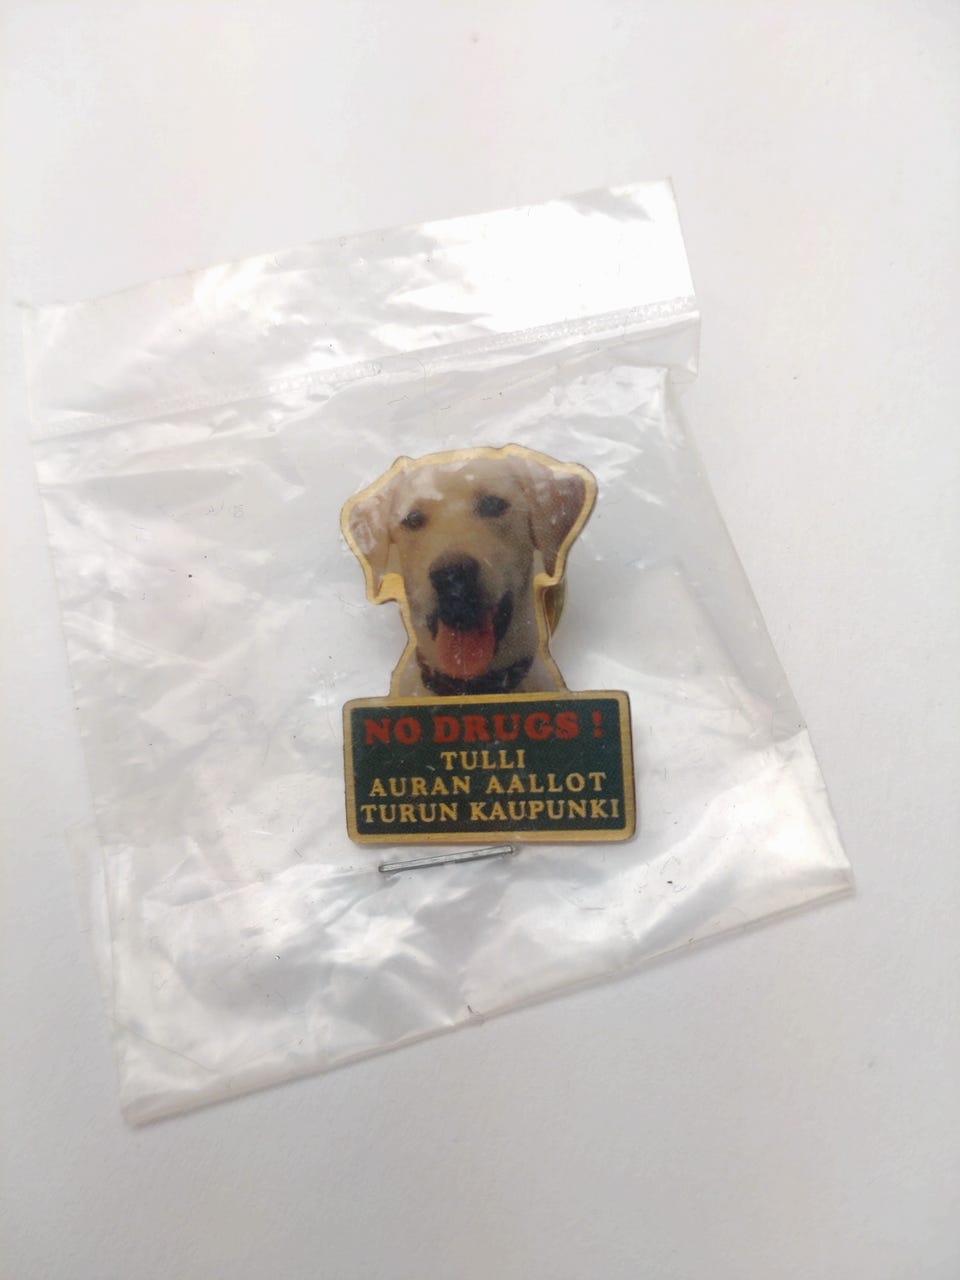 NO DRUGS !
TULLI
AURAN AALLOT
TURUN KAUPUNKI